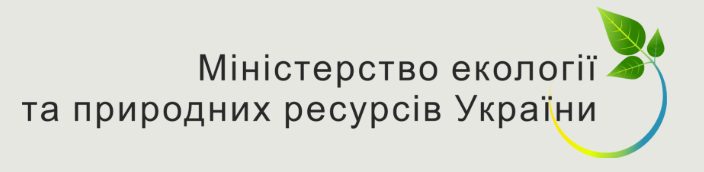 Міністерство екології
та природних ресурсів України